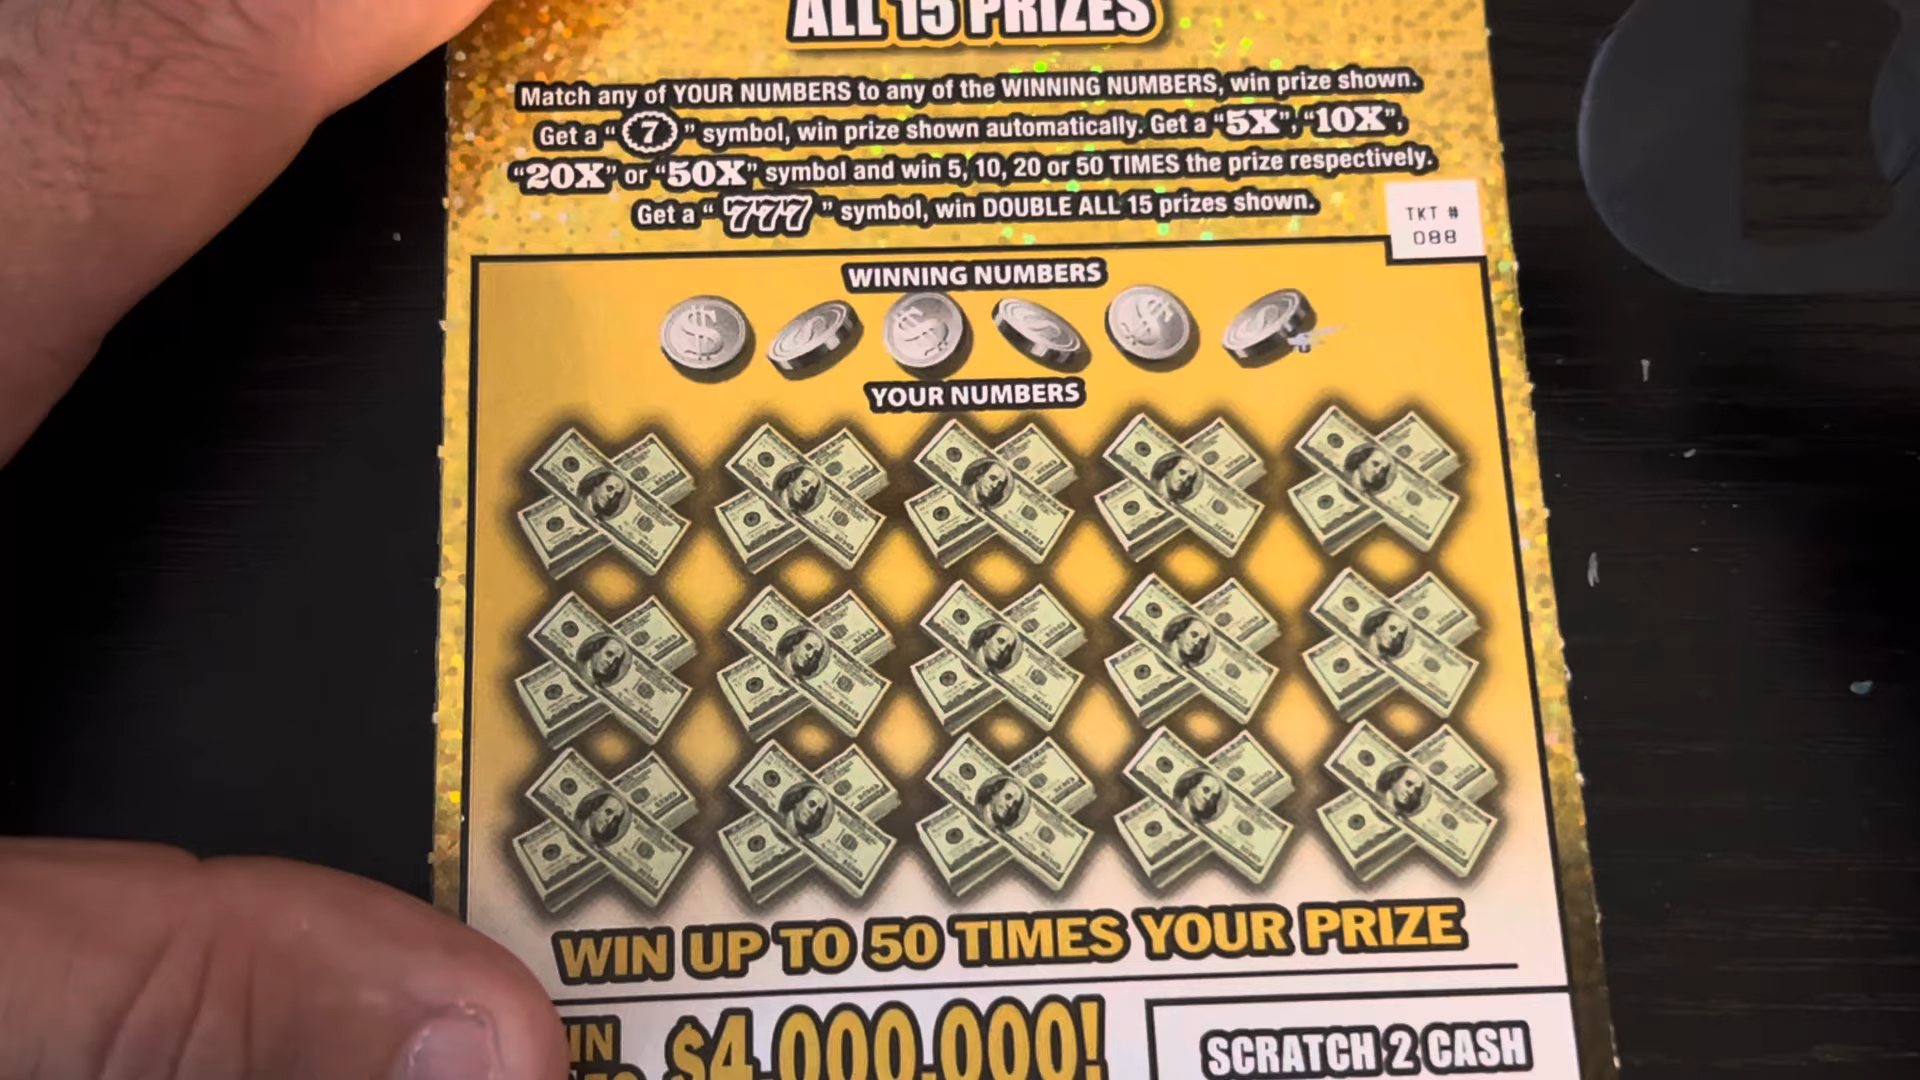 ALL 15 PRIZES
Match any of YOUR NUMBERS to any of the WINNING NUMBERS, win prize shown.
Get a “7” symbol, win prize shown automatically. Get a “5X”, “10X”,
“20X” or “50X” symbol and win 5, 10, 20 or 50 TIMES the prize respectively.
Get a “777” symbol, win DOUBLE ALL 15 prizes shown.
TKT #
088
WINNING NUMBERS
YOUR NUMBERS
WIN UP TO 50 TIMES YOUR PRIZE
$4,000,000!
SCRATCH 2 CASH